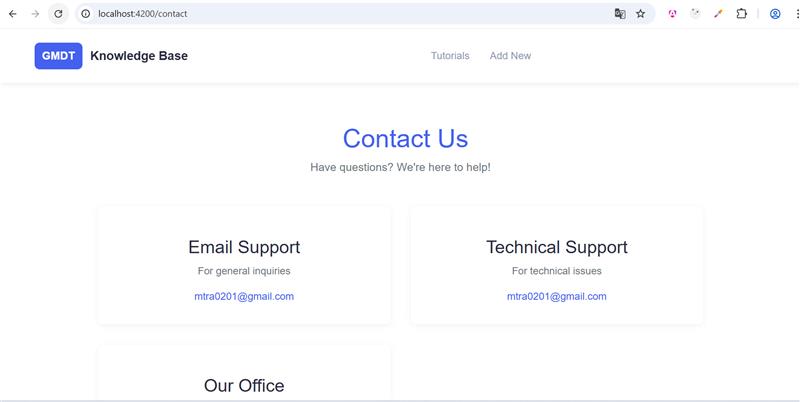 localhost:4200/contact
GMDT Knowledge Base
Tutorials Add New
Contact Us
Have questions? We're here to help!
Email Support
For general inquiries
mtra0201@gmail.com
Technical Support
For technical issues
mtra0201@gmail.com
Our Office